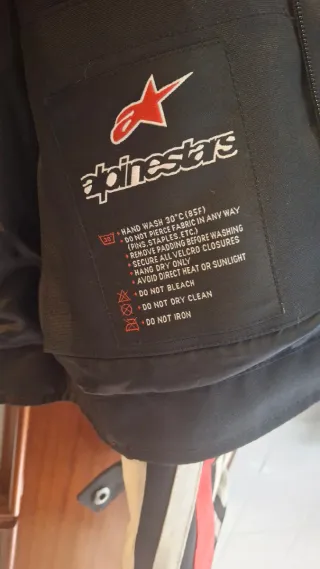 alpinestars
30°
• HAND WASH 30°C (85F)
• DO NOT PIERCE FABRIC IN ANY WAY
(PINS, STAPLES, ETC.)
• REMOVE PADDING BEFORE WASHING
• SECURE ALL VELCRO CLOSURES
• HANG DRY ONLY
• AVOID DIRECT HEAT OR SUNLIGHT
• DO NOT BLEACH
• DO NOT DRY CLEAN
• DO NOT IRON